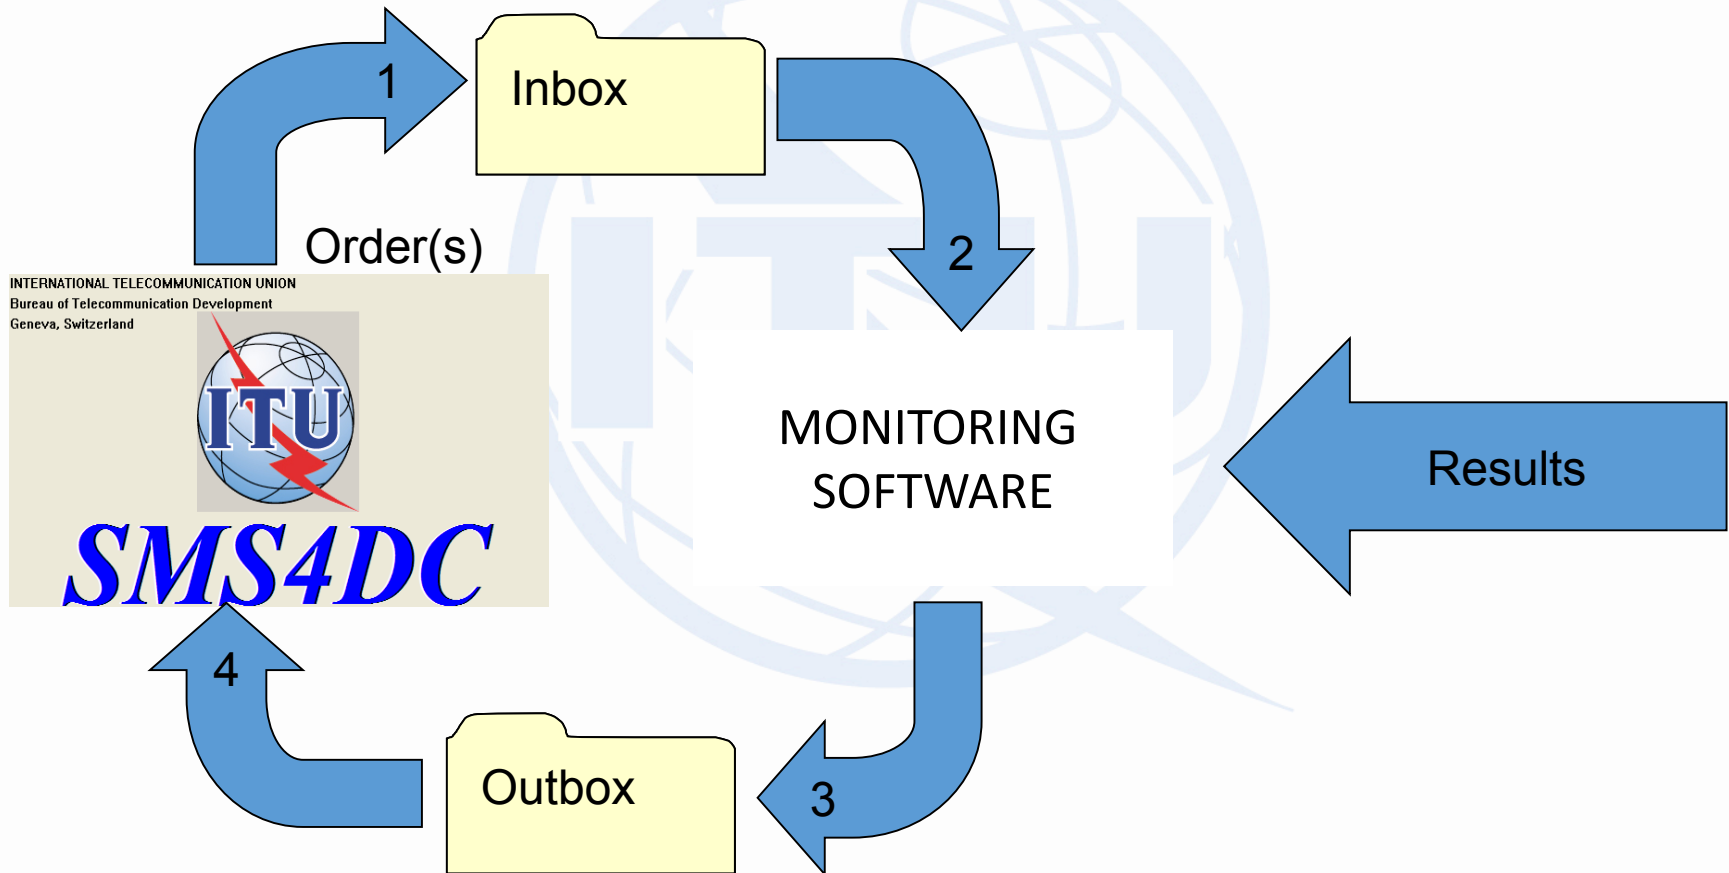 1
Inbox
2
Order(s)
INTERNATIONAL TELECOMMUNICATION UNION
Bureau of Telecommunication Development
Geneva, Switzerland
ITU
SMS4DC
MONITORING
SOFTWARE
Results
4
Outbox
3
ITU